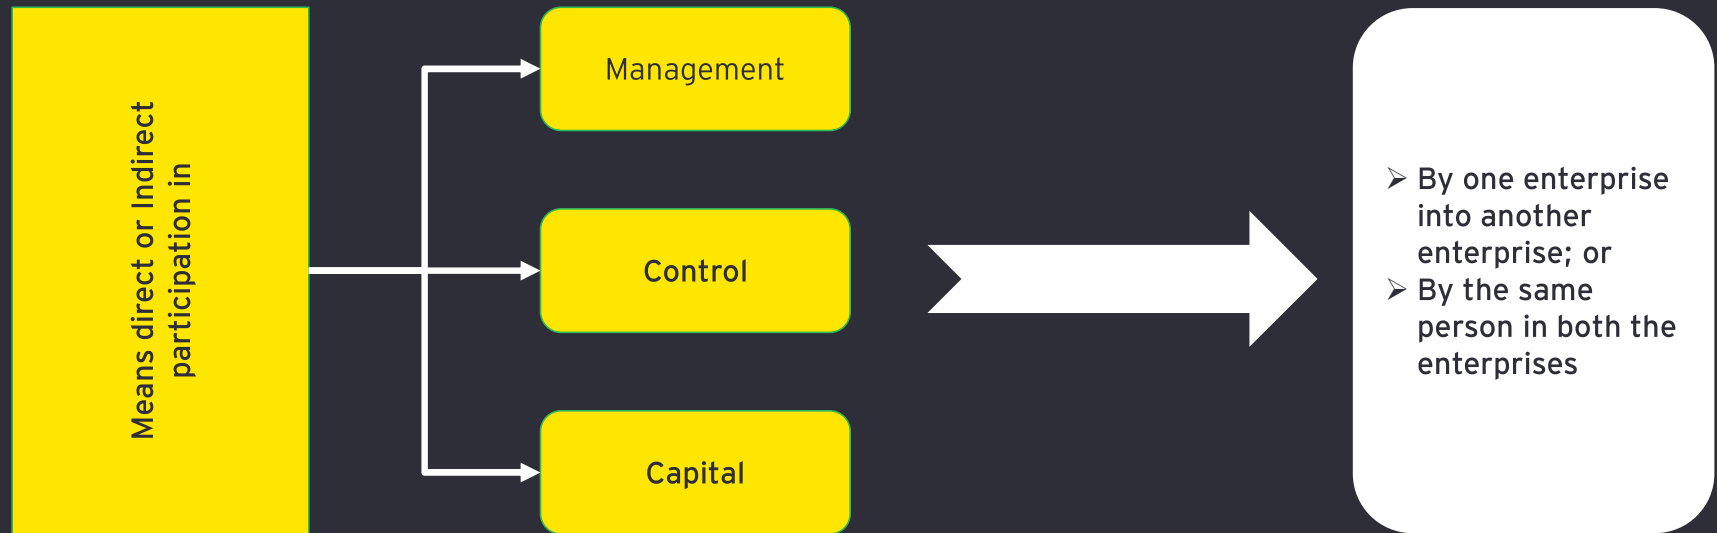 Means direct or Indirect
participation in
Management
Control
Capital
➢ By one enterprise
into another
enterprise; or
➢ By the same
person in both the
enterprises